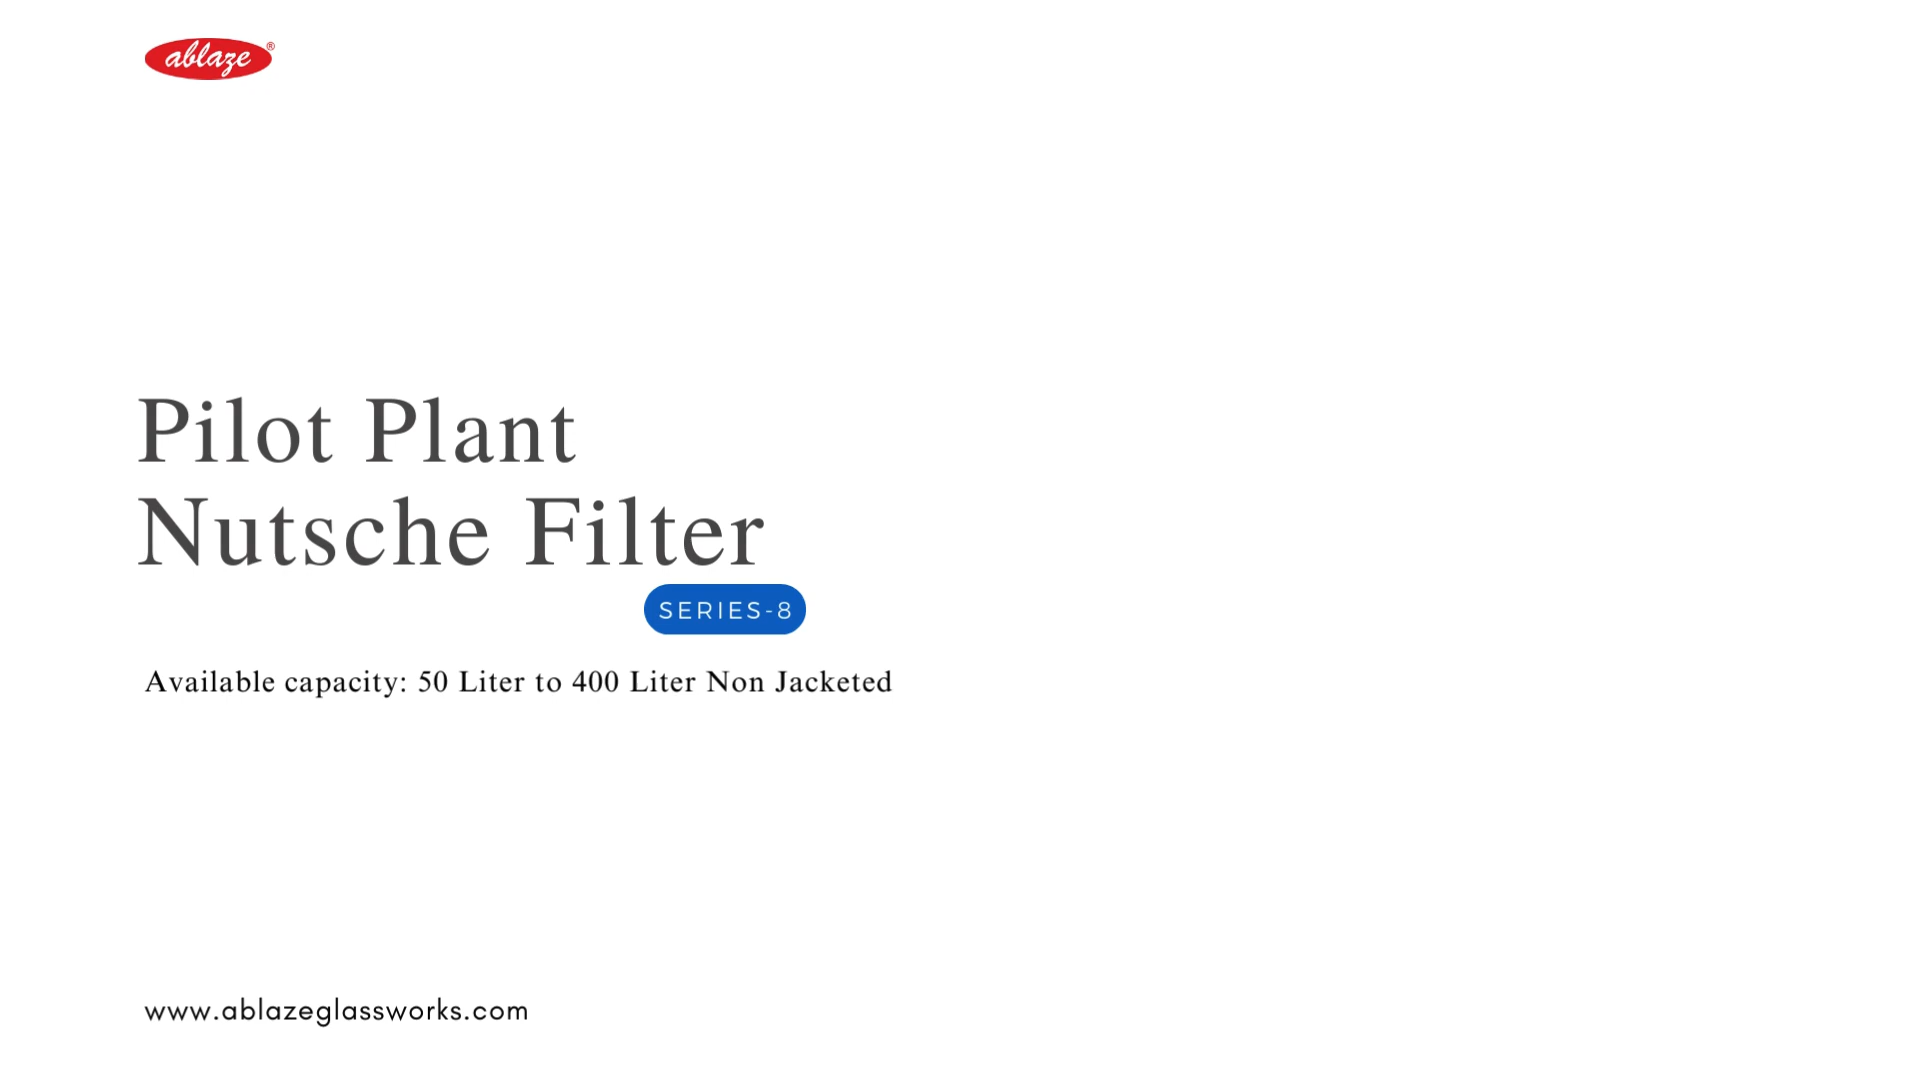 ablaze®
Pilot Plant
Nutsche Filter
SERIES-8
Available capacity: 50 Liter to 400 Liter Non Jacketed
www.ablazeglassworks.com